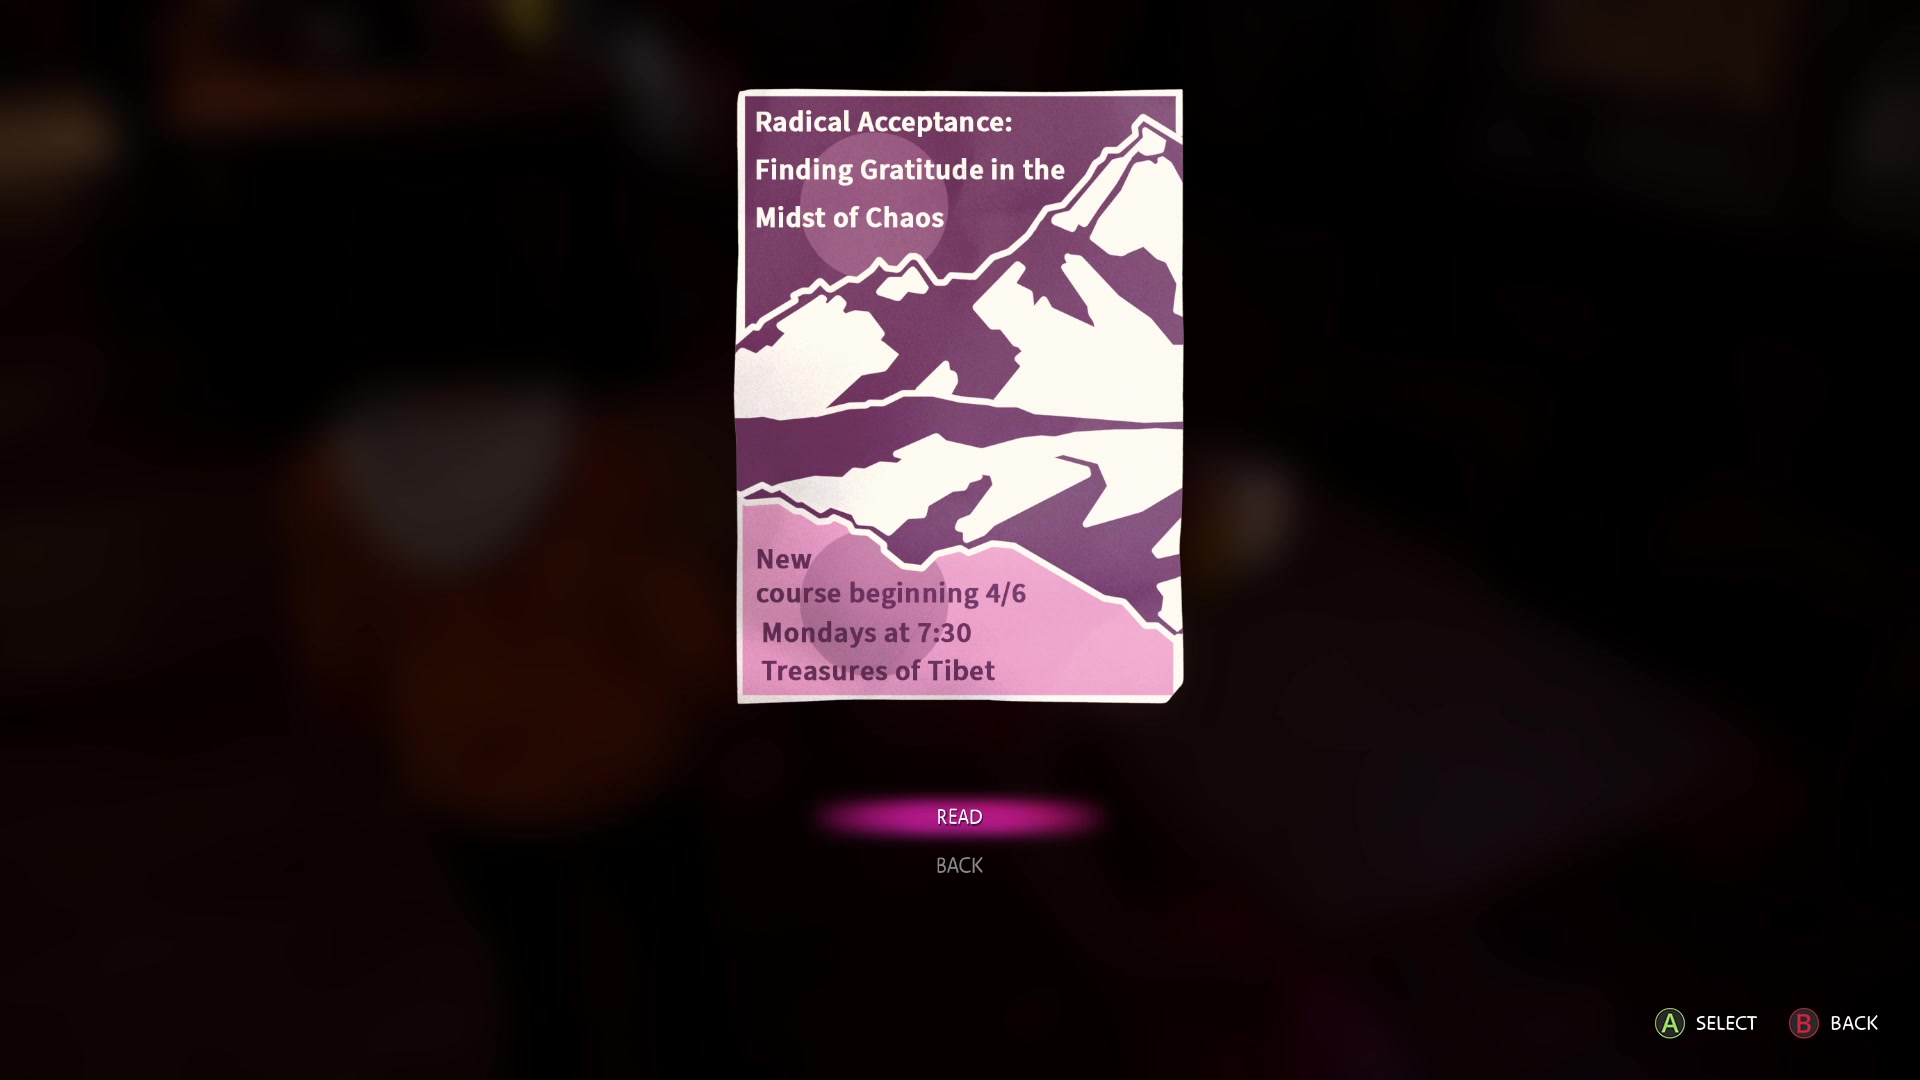 Radical Acceptance:
Finding Gratitude in the
Midst of Chaos
New
course beginning 4/6
Mondays at 7:30
Treasures of Tibet
READ
BACK
A SELECT B BACK